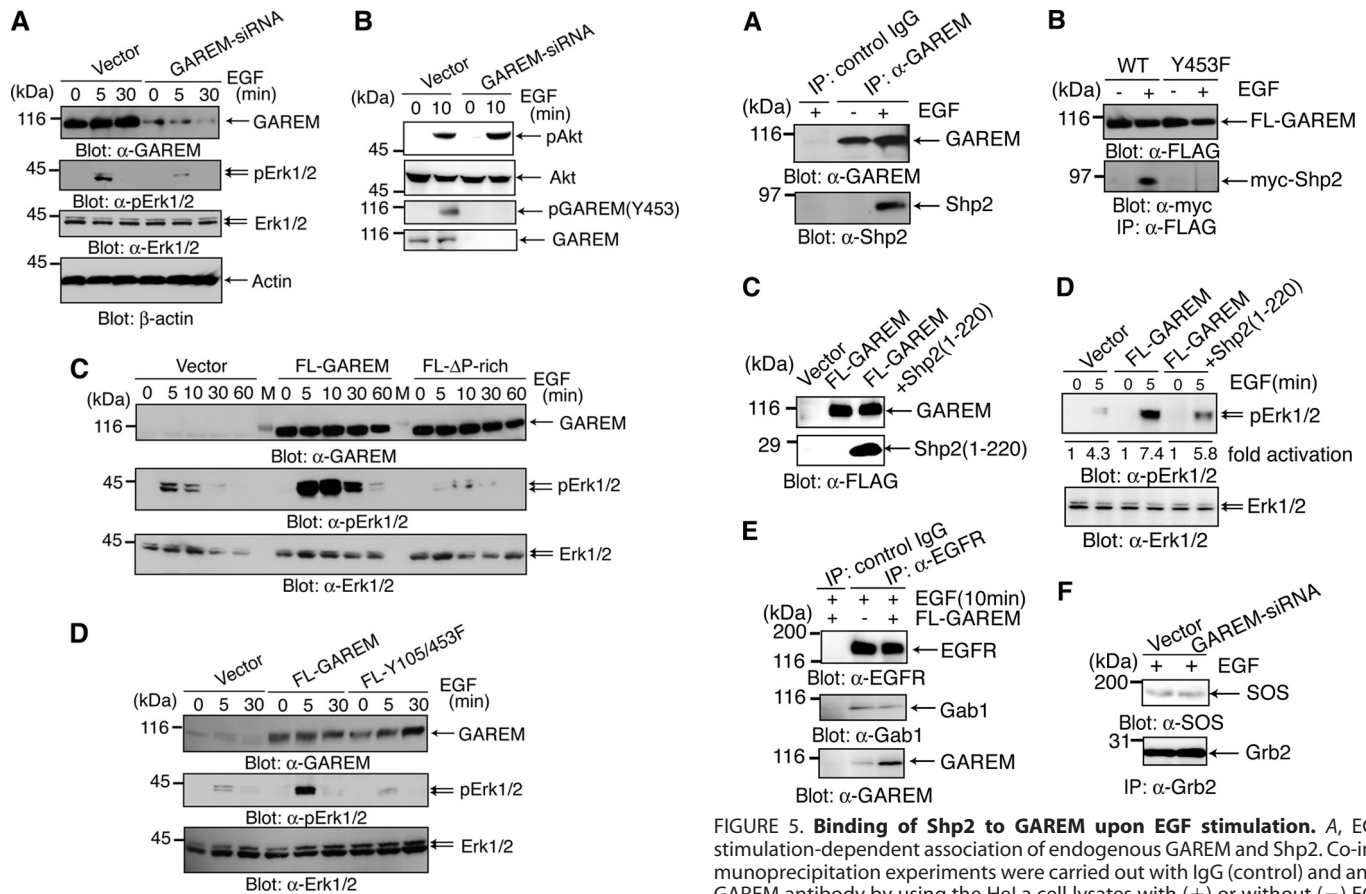 A
Vector GAREM-siRNA
EGF
(kDa) 0 5 30 0 5 30 (min)
116 GAREM
Blot: α-GAREM
45 pErk1/2
Blot: α-pErk1/2
45 Erk1/2
Blot: α-Erk1/2
45 Actin
Blot: β-actin
B
Vector GAREM-siRNA
EGF
(kDa) 0 10 0 10 (min)
pAkt
45
Akt
45
116 pGAREM(Y453)
116 GAREM
C
Vector FL-GAREM FL-ΔP-rich
EGF
(kDa) 0 5 10 30 60 M 0 5 10 30 60 M 0 5 10 30 60 (min)
116 GAREM
Blot: α-GAREM
45 pErk1/2
Blot: α-pErk1/2
45 Erk1/2
Blot: α-Erk1/2
D
Vector FL-GAREM FL-Y105/453F
EGF
(kDa) 0 5 30 0 5 30 0 5 30 (min)
116 GAREM
Blot: α-GAREM
45 pErk1/2
Blot: α-pErk1/2
45 Erk1/2
Blot: α-Erk1/2
A
IP: control IgG IP: α-GAREM
(kDa) + - + EGF
116 GAREM
Blot: α-GAREM
97 Shp2
Blot: α-Shp2
B
WT Y453F
(kDa) - + - + EGF
116 FL-GAREM
Blot: α-FLAG
97 myc-Shp2
Blot: α-myc
IP: α-FLAG
C
Vector FL-GAREM FL-GAREM +Shp2(1-220)
(kDa)
116 GAREM
29 Shp2(1-220)
Blot: α-FLAG
D
Vector FL-GAREM FL-GAREM +Shp2(1-220)
0 5 0 5 0 5 EGF(min)
pErk1/2
1 4.3 1 7.4 1 5.8 fold activation
Blot: α-pErk1/2
Erk1/2
Blot: α-Erk1/2
E
IP: control IgG IP: α-EGFR
+ + + EGF(10min)
(kDa) + - + FL-GAREM
200
EGFR
116
Blot: α-EGFR
116 Gab1
Blot: α-Gab1
116 GAREM
Blot: α-GAREM
F
Vector GAREM-siRNA
(kDa) + + EGF
200 SOS
Blot: α-SOS
31 Grb2
IP: α-Grb2
FIGURE 5. Binding of Shp2 to GAREM upon EGF stimulation. A, EG
stimulation-dependent association of endogenous GAREM and Shp2. Co-im
munoprecipitation experiments were carried out with IgG (control) and an